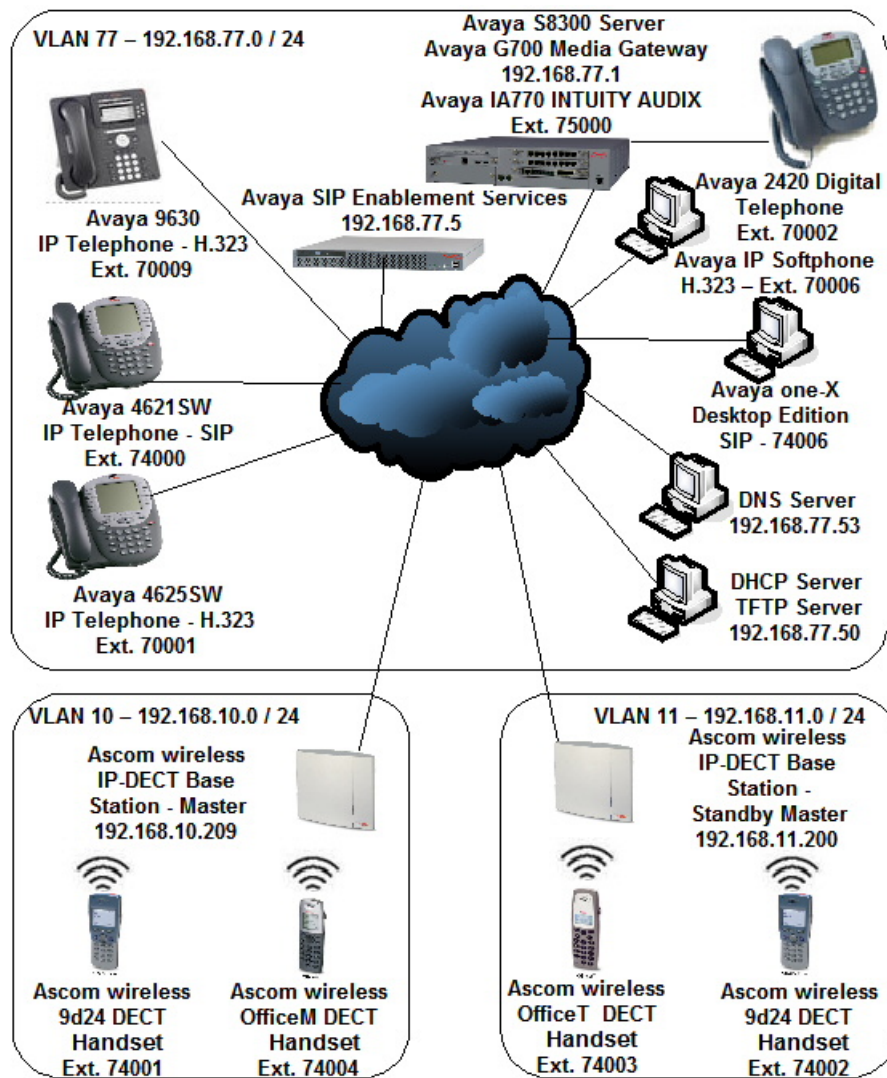 VLAN 77 – 192.168.77.0 / 24
Avaya S8300 Server
Avaya G700 Media Gateway
192.168.77.1
Avaya IA770 INTUITY AUDIX
Ext. 75000
Avaya 9630
IP Telephone - H.323
Ext. 70009
Avaya SIP Enablement Services
192.168.77.5
Avaya 2420 Digital
Telephone
Ext. 70002
Avaya IP Softphone
H.323 – Ext. 70006
Avaya 4621SW
IP Telephone - SIP
Ext. 74000
Avaya one-X
Desktop Edition
SIP - 74006
Avaya 4625SW
IP Telephone - H.323
Ext. 70001
DNS Server
192.168.77.53
DHCP Server
TFTP Server
192.168.77.50
VLAN 10 – 192.168.10.0 / 24
Ascom wireless
IP-DECT Base
Station - Master
192.168.10.209
Ascom wireless
9d24 DECT
Handset
Ext. 74001
Ascom wireless
OfficeM DECT
Handset
Ext. 74004
VLAN 11 – 192.168.11.0 / 24
Ascom wireless
IP-DECT Base
Station -
Standby Master
192.168.11.200
Ascom wireless
OfficeT DECT
Handset
Ext. 74003
Ascom wireless
9d24 DECT
Handset
Ext. 74002